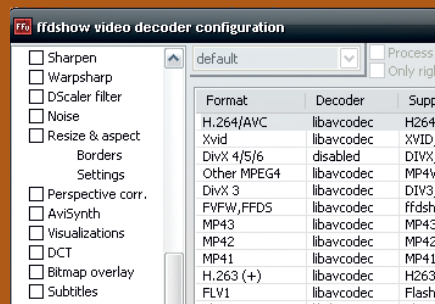 FFa ffdshow video decoder configuration
Sharpen
Warpsharp
DScaler filter
Noise
Resize & aspect
Borders
Settings
Perspective corr.
AviSynth
Visualizations
DCT
Bitmap overlay
Subtitles
default
Process
Only righ
Format Decoder Supp
H.264/AVC libavcodec H264
Xvid libavcodec XVID,
DivX 4/5/6 disabled DIVX
Other MPEG4 libavcodec MP4V
DivX 3 libavcodec DIV3
FVFW,FFDS libavcodec ffdsh
MP43 libavcodec MP43
MP42 libavcodec MP42
MP41 libavcodec MP41
H.263 (+) libavcodec H263
FLV1 libavcodec Flash